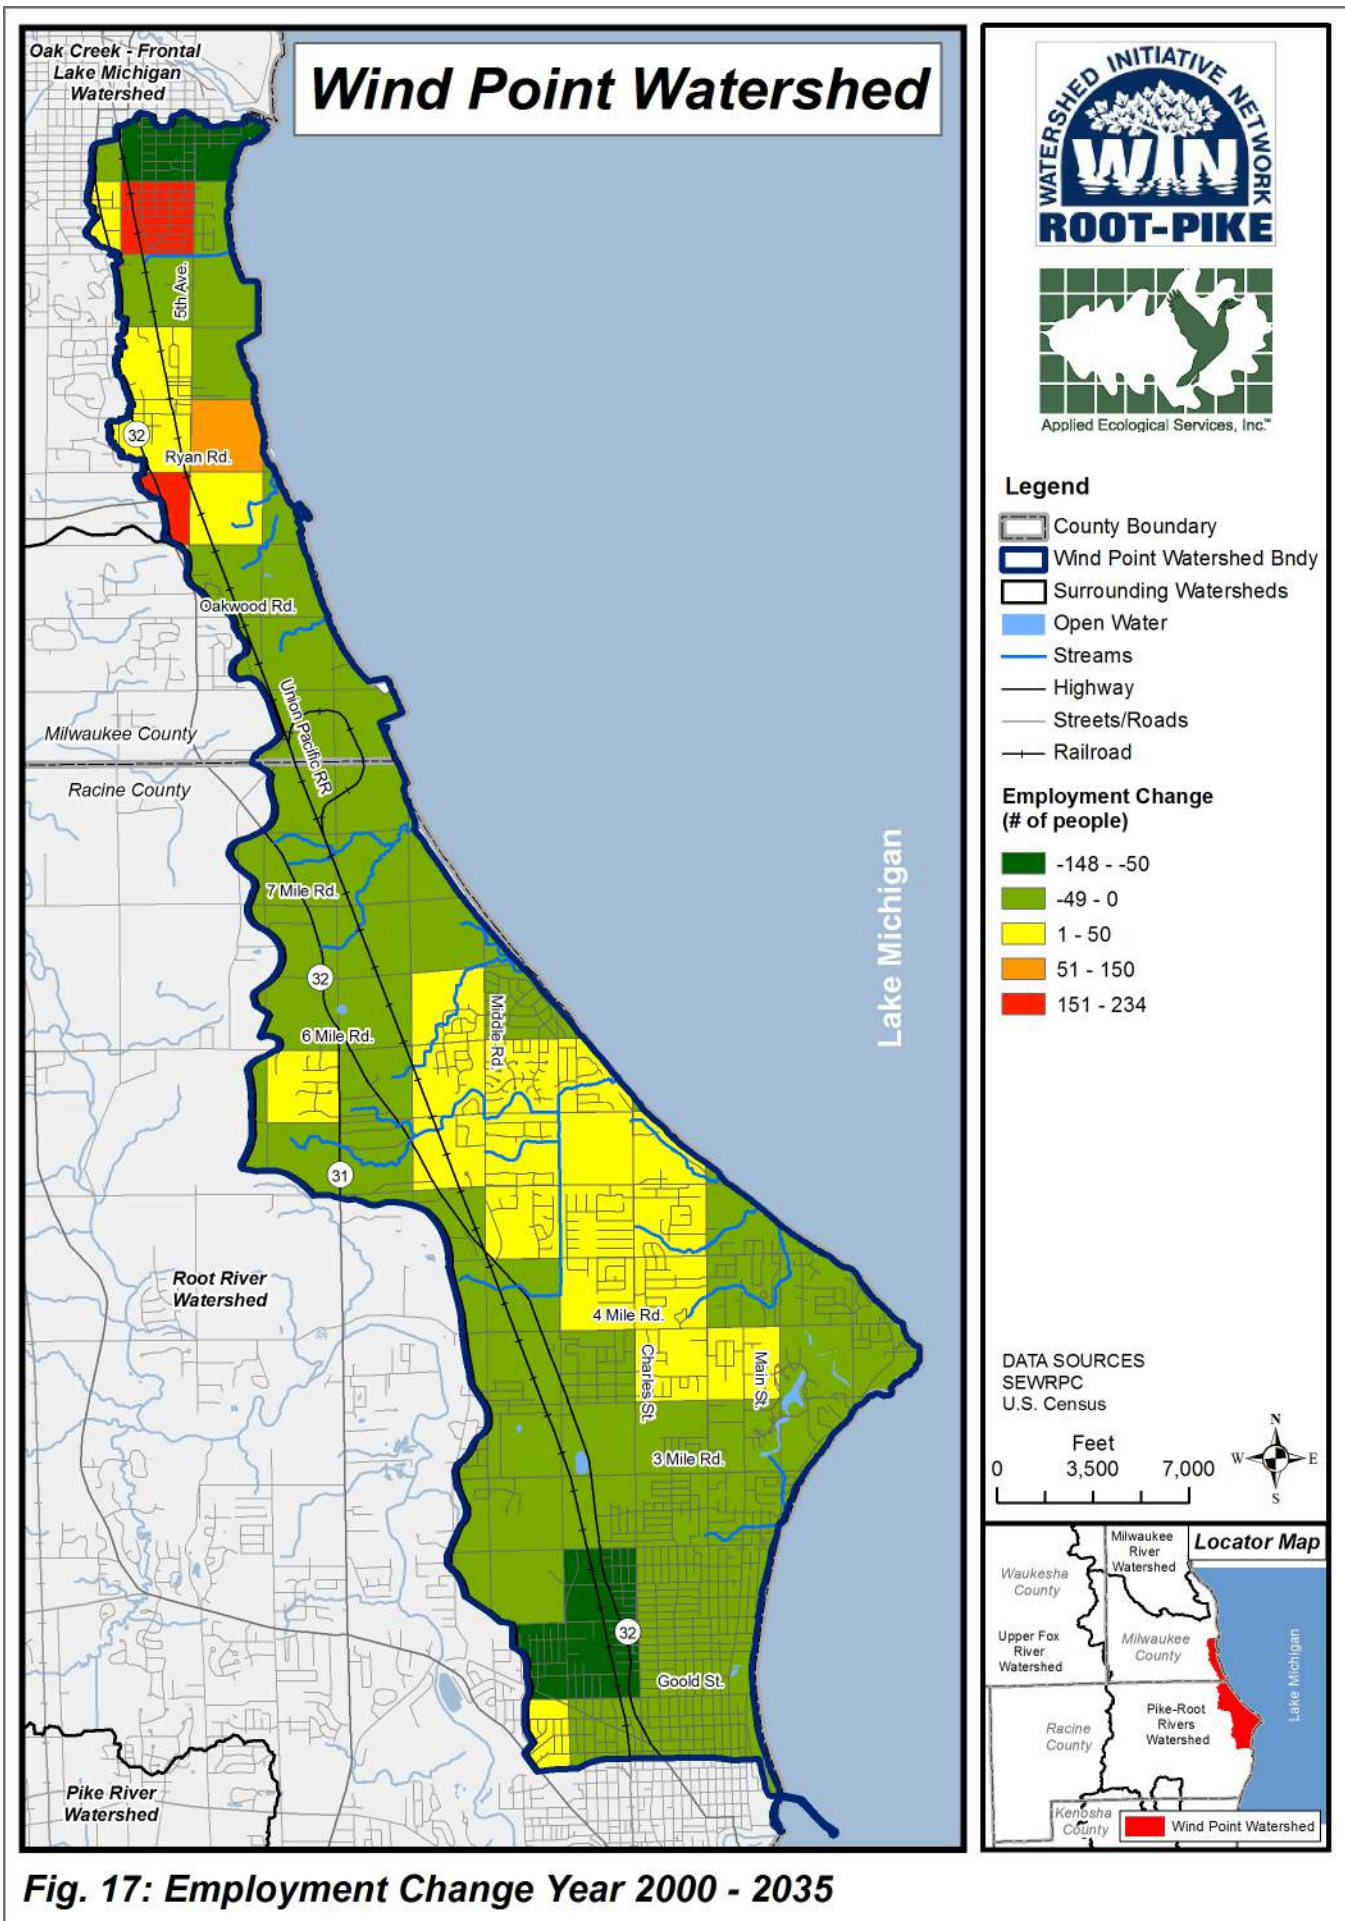 Wind Point Watershed
Oak Creek - Frontal
Lake Michigan
Watershed
5th Ave.
32
Ryan Rd.
Oakwood Rd.
Union Pacific RR
Milwaukee County
Racine County
7 Mile Rd.
32
6 Mile Rd.
Middle Rd.
31
Lake Michigan
Root River
Watershed
4 Mile Rd.
Charles St.
Main St.
3 Mile Rd.
32
Goold St.
Pike River
Watershed
WATERSHED INITIATIVE NETWORK
WIN
ROOT-PIKE
Applied Ecological Services, Inc.™
Legend
County Boundary
Wind Point Watershed Bndy
Surrounding Watersheds
Open Water
Streams
Highway
Streets/Roads
Railroad
Employment Change
(# of people)
-148 - -50
-49 - 0
1 - 50
51 - 150
151 - 234
DATA SOURCES
SEWRPC
U.S. Census
Feet
0 3,500 7,000
N
W E
S
Locator Map
Milwaukee
River
Watershed
Waukesha
County
Upper Fox
River
Watershed
Milwaukee
County
Lake Michigan
Racine
County
Pike-Root
Rivers
Watershed
Kenosha
County
Wind Point Watershed
Fig. 17: Employment Change Year 2000 - 2035